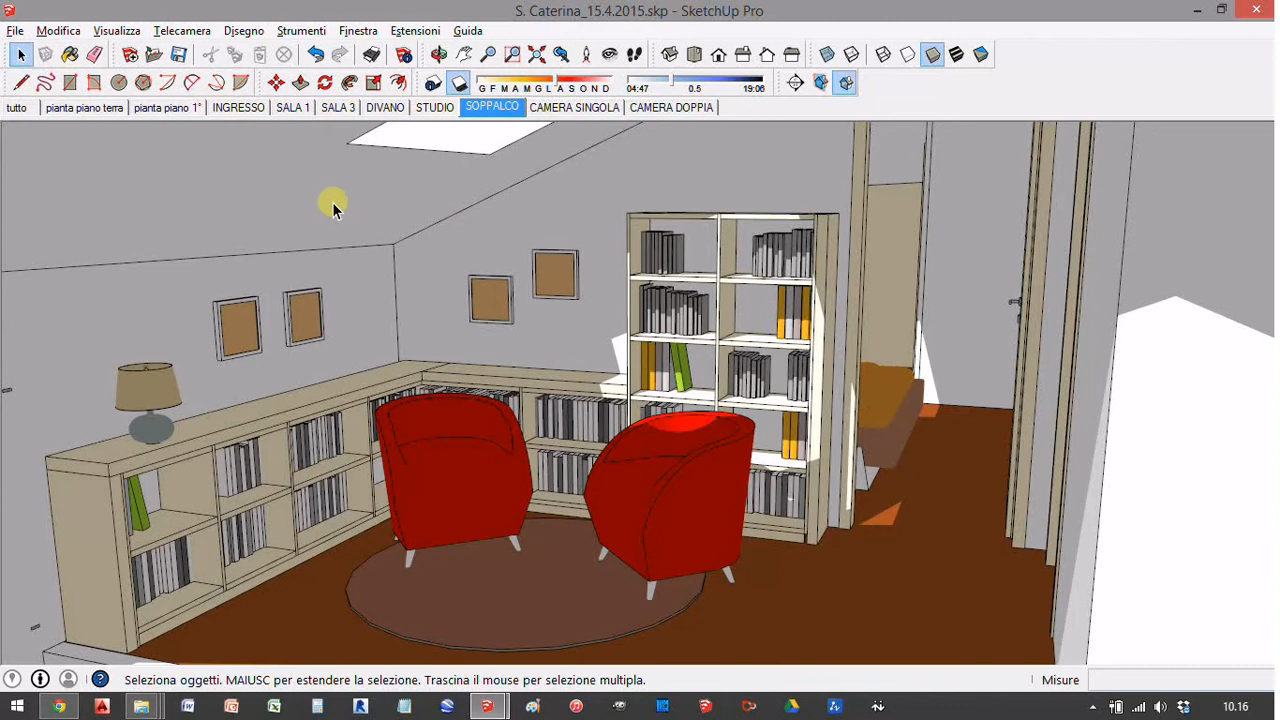 S. Caterina_15.4.2015.skp - SketchUp Pro
File Modifica Visualizza Telecamera Disegno Strumenti Finestra Estensioni Guida
G F M A M G L A S O N D 04:47 0.5 19:06
tutto pianta piano terra pianta piano 1° INGRESSO SALA 1 SALA 3 DIVANO STUDIO SOPPALCO CAMERA SINGOLA CAMERA DOPPIA
Seleziona oggetti. MAIUSC per estendere la selezione. Trascina il mouse per selezione multipla. Misure
10.16